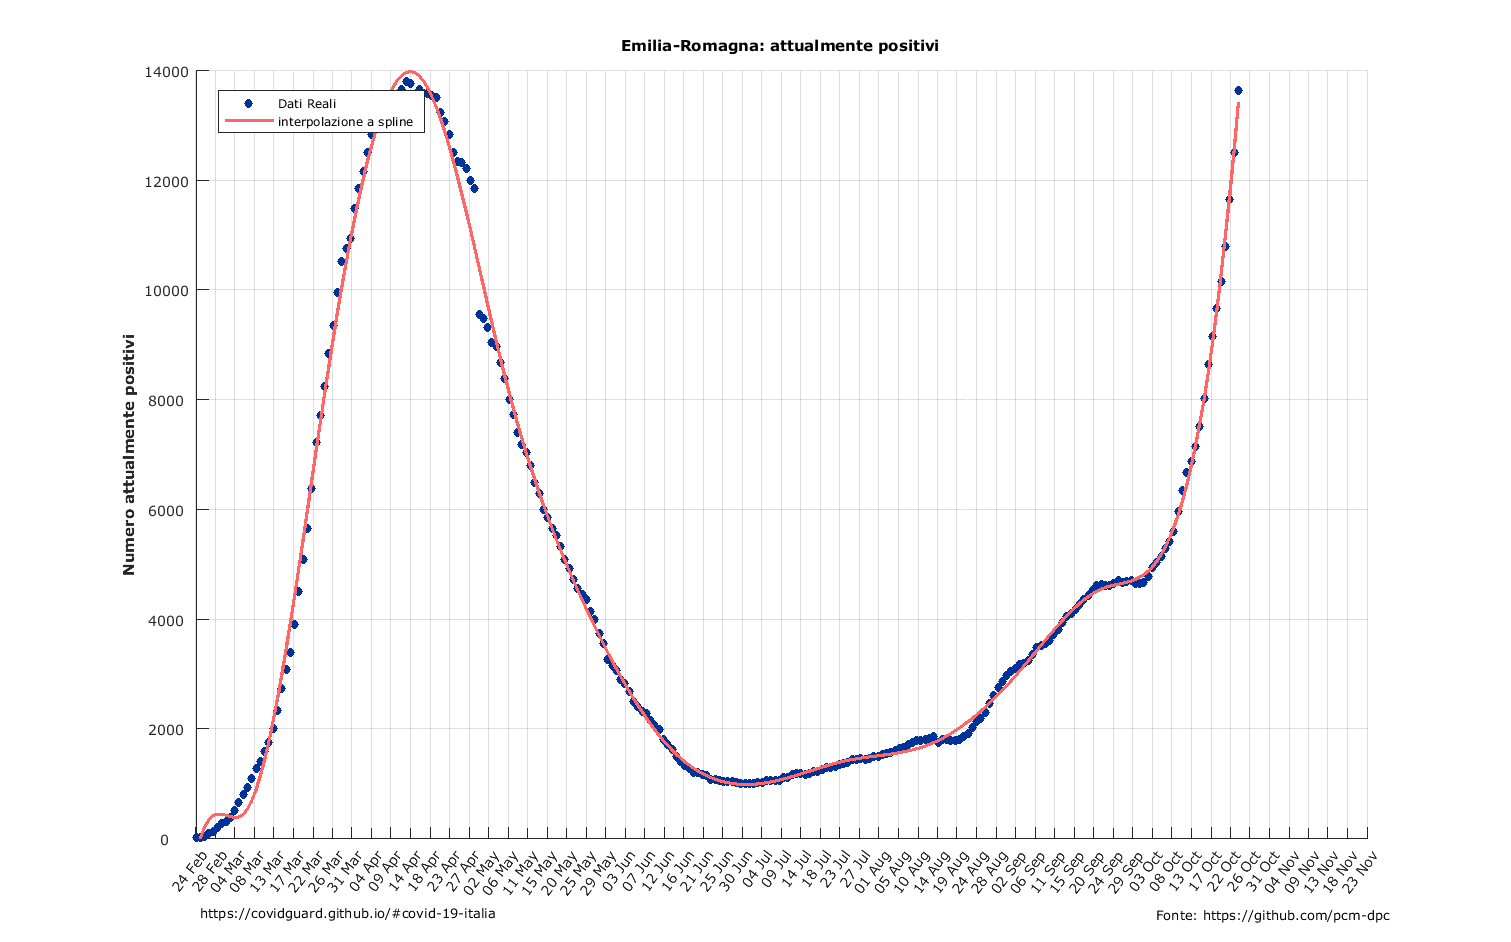 Emilia-Romagna: attualmente positivi
Numero attualmente positivi
14000
12000
10000
8000
6000
4000
2000
0
Dati Reali
interpolazione a spline
24 Feb
28 Feb
04 Mar
08 Mar
13 Mar
17 Mar
22 Mar
26 Mar
31 Mar
04 Apr
09 Apr
14 Apr
18 Apr
23 Apr
27 Apr
02 May
06 May
11 May
15 May
20 May
25 May
29 May
03 Jun
07 Jun
12 Jun
16 Jun
21 Jun
25 Jun
30 Jun
04 Jul
09 Jul
14 Jul
18 Jul
23 Jul
27 Jul
01 Aug
05 Aug
10 Aug
14 Aug
19 Aug
24 Aug
28 Aug
02 Sep
06 Sep
11 Sep
15 Sep
20 Sep
24 Sep
29 Sep
03 Oct
08 Oct
13 Oct
17 Oct
22 Oct
26 Oct
31 Oct
04 Nov
09 Nov
13 Nov
18 Nov
23 Nov
https://covidguard.github.io/#covid-19-italia
Fonte: https://github.com/pcm-dpc